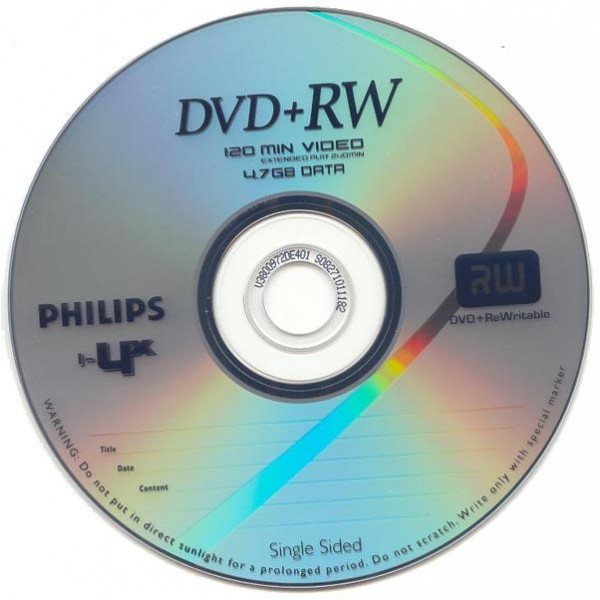 DVD+RW
120 MIN VIDEO
EXTENDED PLAY 240MIN
4.7GB DATA
V3800972DE401 S08271011182
PHILIPS
1-4x
RW
DVD+ReWritable
Title
Date
Content
Single Sided
WARNING: Do not put in direct sunlight for a prolonged period. Do not scratch. Write only with special marker